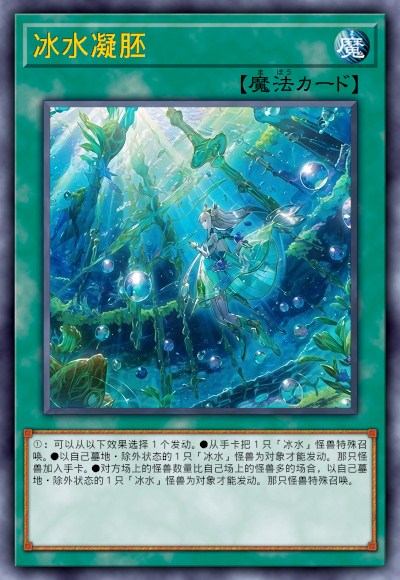 冰水凝胚
魔
【魔法カード】
ま ほう
①：可以从以下效果选择１个发动。●从手卡把１只「冰水」怪兽特殊召
唤。●以自己墓地・除外状态的１只「冰水」怪兽为对象才能发动。那只怪
兽加入手卡。●对方场上的怪兽数量比自己场上的怪兽多的场合，以自己墓
地・除外状态的１只「冰水」怪兽为对象才能发动。那只怪兽特殊召唤。